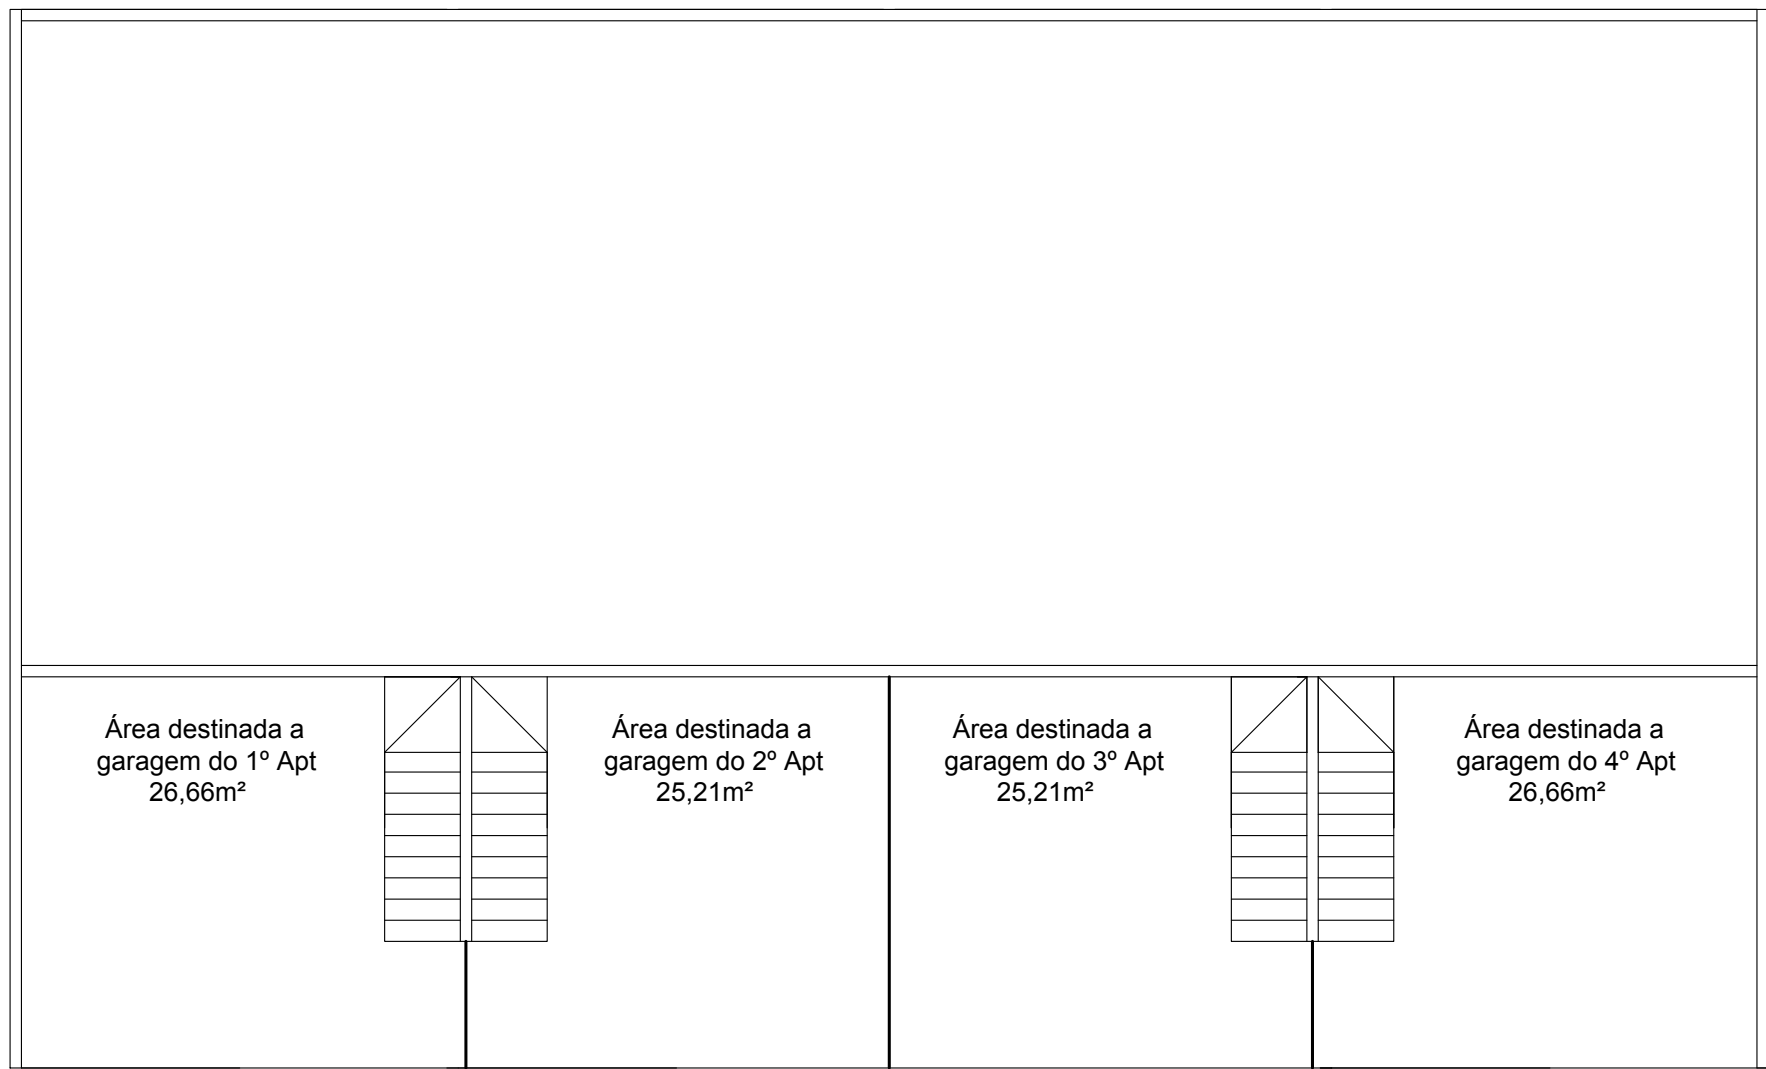 Área destinada a
garagem do 1º Apt
26,66m²
Área destinada a
garagem do 2º Apt
25,21m²
Área destinada a
garagem do 3º Apt
25,21m²
Área destinada a
garagem do 4º Apt
26,66m²